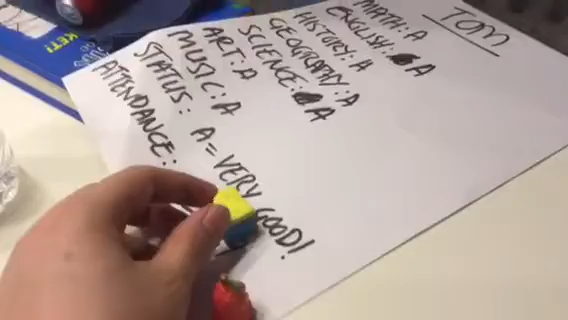 TOM
MATH: A
ENGLISH: A
HISTORY: A
GEOGRAPHY: A
SCIENCE: A
ART: A
MUSIC: A
STATUS: A = VERY GOOD!
ATTENDANCE: